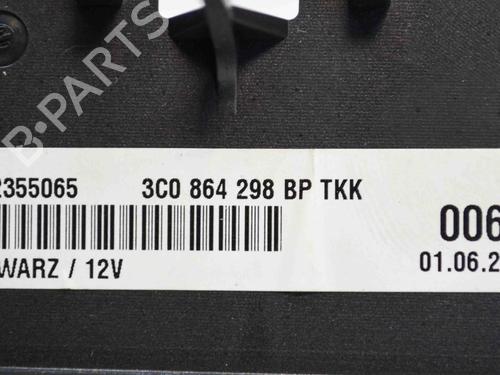 B-PARTS
2355065 3C0 864 298 BP TKK
006
WARZ / 12V
01.06.2